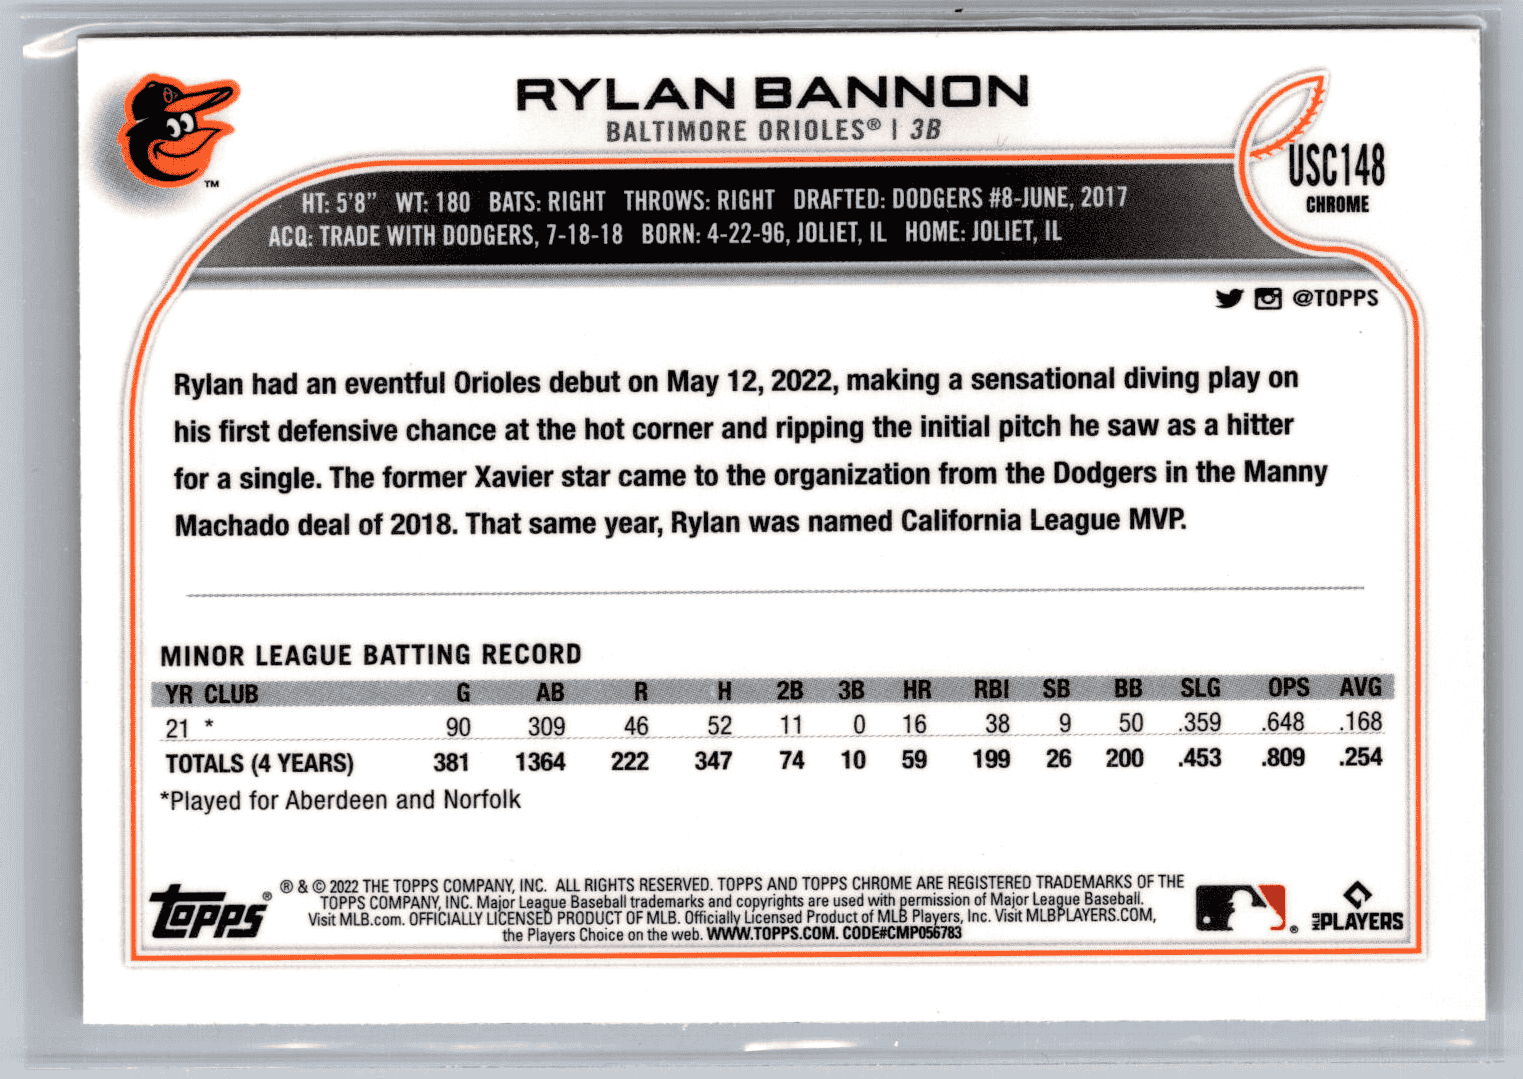 RYLAN BANNON
BALTIMORE ORIOLES® | 3B
™
USC148
CHROME
HT: 5'8” WT: 180 BATS: RIGHT THROWS: RIGHT DRAFTED: DODGERS #8-JUNE, 2017
ACQ: TRADE WITH DODGERS, 7-18-18 BORN: 4-22-96, JOLIET, IL HOME: JOLIET, IL
@TOPPS
Rylan had an eventful Orioles debut on May 12, 2022, making a sensational diving play on
his first defensive chance at the hot corner and ripping the initial pitch he saw as a hitter
for a single. The former Xavier star came to the organization from the Dodgers in the Manny
Machado deal of 2018. That same year, Rylan was named California League MVP.
MINOR LEAGUE BATTING RECORD
YR CLUB G AB R H 2B 3B HR RBI SB BB SLG OPS AVG
21 * 90 309 46 52 11 0 16 38 9 50 .359 .648 .168
TOTALS (4 YEARS) 381 1364 222 347 74 10 59 199 26 200 .453 .809 .254
*Played for Aberdeen and Norfolk
Topps®
® & © 2022 THE TOPPS COMPANY, INC. ALL RIGHTS RESERVED. TOPPS AND TOPPS CHROME ARE REGISTERED TRADEMARKS OF THE
TOPPS COMPANY, INC. Major League Baseball trademarks and copyrights are used with permission of Major League Baseball.
Visit MLB.com. OFFICIALLY LICENSED PRODUCT OF MLB. Officially Licensed Product of MLB Players, Inc. Visit MLBPLAYERS.COM,
the Players Choice on the web. WWW.TOPPS.COM. CODE#CMP056783
®
MLB PLAYERS